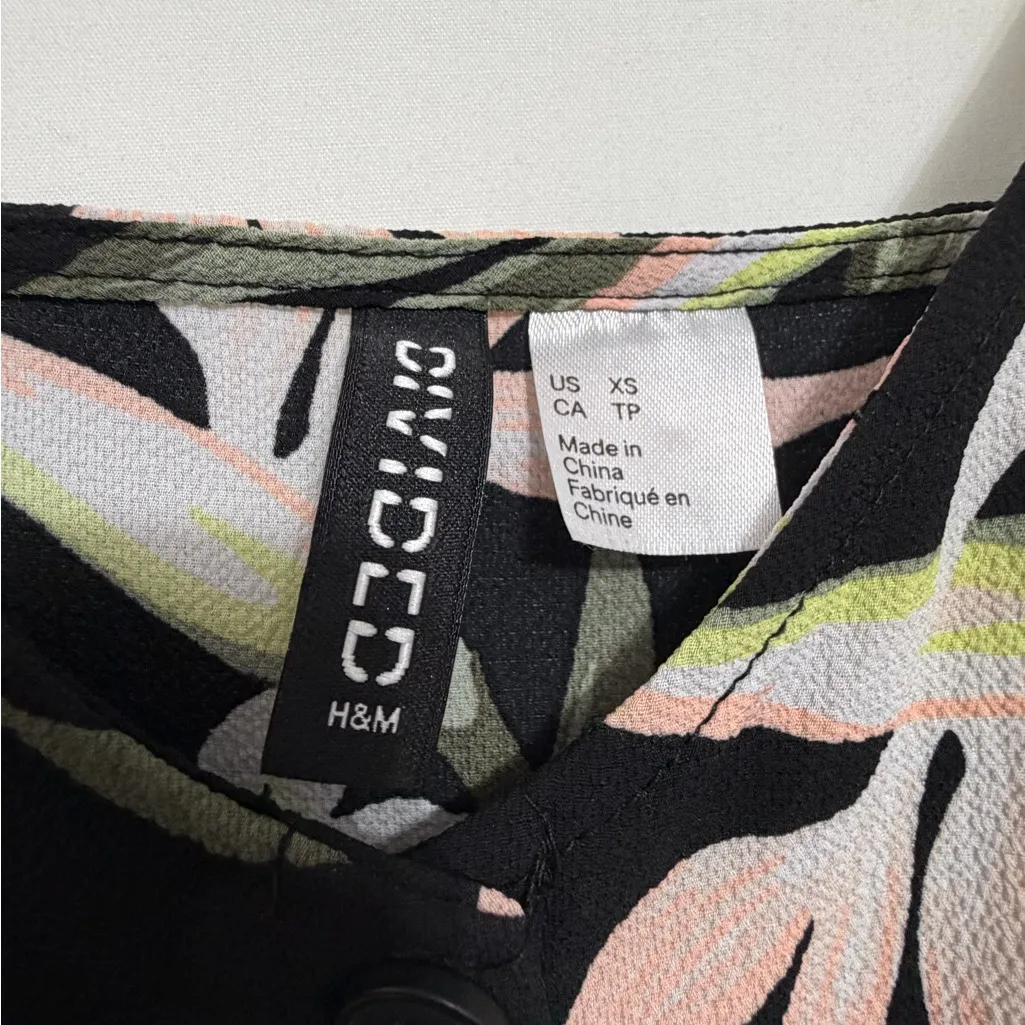 DIVIDED
H&M
US XS
CA TP
Made in
China
Fabriqué en
Chine